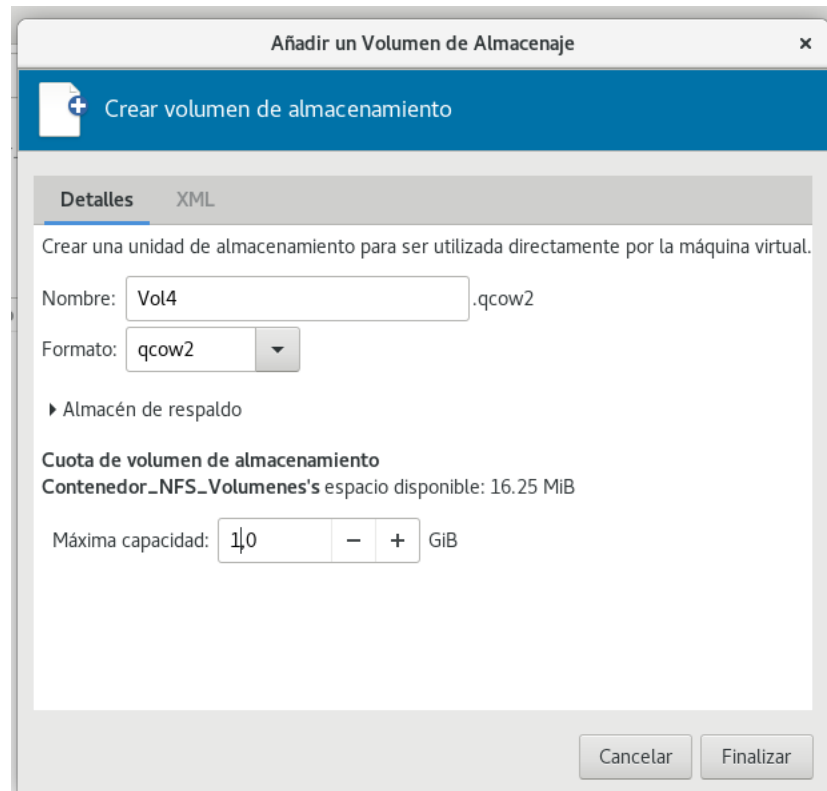 Añadir un Volumen de Almacenaje
Crear volumen de almacenamiento
Detalles XML
Crear una unidad de almacenamiento para ser utilizada directamente por la máquina virtual.
Nombre: Vol4 .qcow2
Formato: qcow2
Almacén de respaldo
Cuota de volumen de almacenamiento
Contenedor_NFS_Volumenes's espacio disponible: 16.25 MiB
Máxima capacidad: 1,0 − + GiB
Cancelar Finalizar